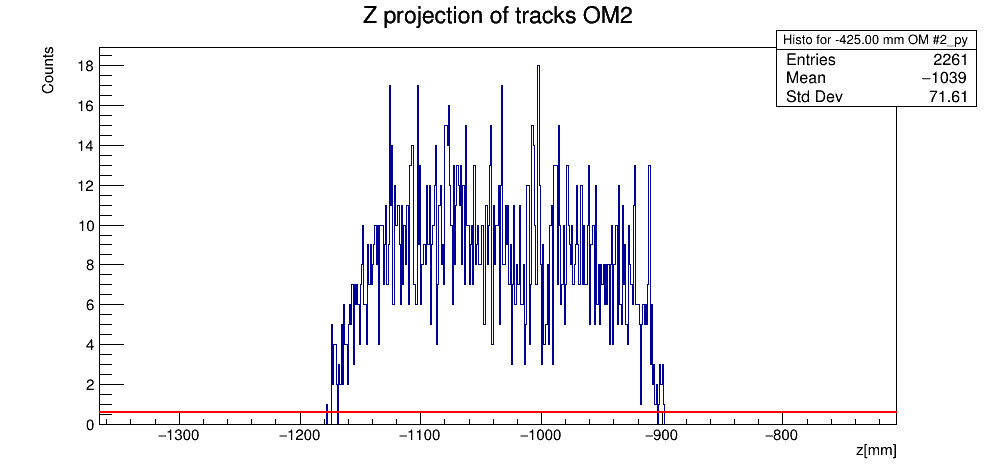 Z projection of tracks OM2
Histo for -425.00 mm OM #2_py
Entries 2261
Mean −1039
Std Dev 71.61
Counts
18
16
14
12
10
8
6
4
2
0
−1300 −1200 −1100 −1000 −900 −800
z[mm]